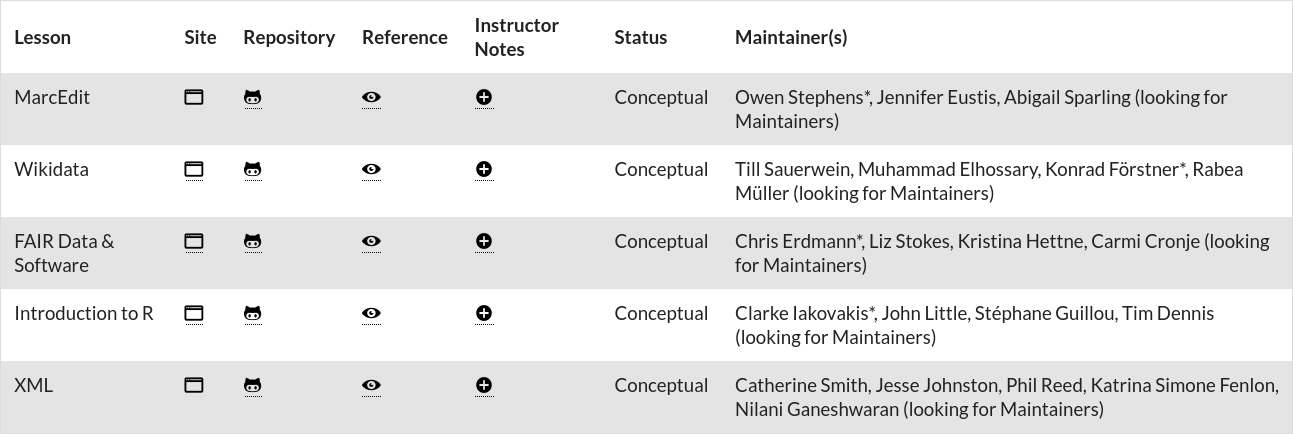 Lesson Site Repository Reference Instructor Notes Status Maintainer(s)
MarcEdit Conceptual Owen Stephens*, Jennifer Eustis, Abigail Sparling (looking for
Maintainers)
Wikidata Conceptual Till Sauerwein, Muhammad Elhossary, Konrad Förstner*, Rabea
Müller (looking for Maintainers)
FAIR Data & Conceptual Chris Erdmann*, Liz Stokes, Kristina Hettne, Carmi Cronje (looking
Software for Maintainers)
Introduction to R Conceptual Clarke Iakovakis*, John Little, Stéphane Guillou, Tim Dennis
(looking for Maintainers)
XML Conceptual Catherine Smith, Jesse Johnston, Phil Reed, Katrina Simone Fenlon,
Nilani Ganeshwaran (looking for Maintainers)